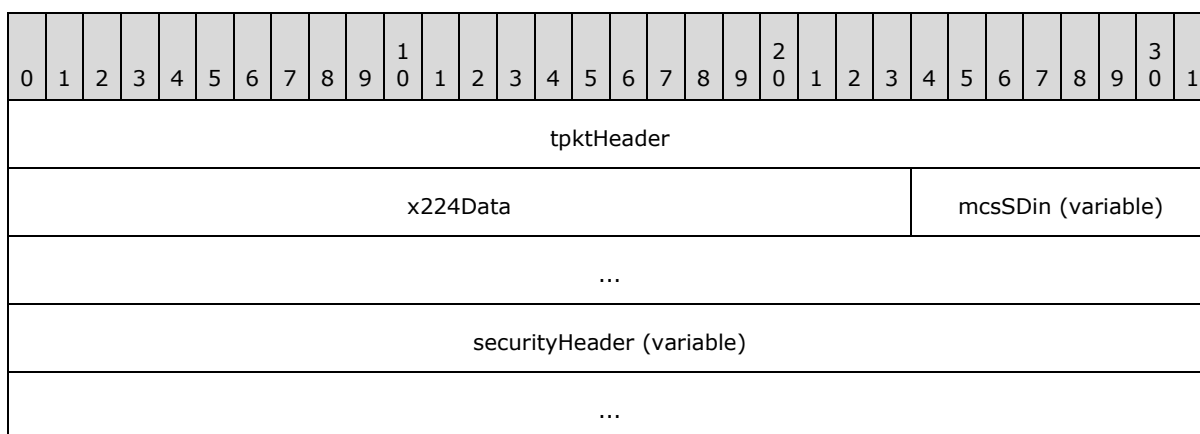 0 1 2 3 4 5 6 7 8 9 1 0 1 2 3 4 5 6 7 8 9 2 0 1 2 3 4 5 6 7 8 9 3 0 1
tpktHeader
x224Data mcsSDin (variable)
...
securityHeader (variable)
...